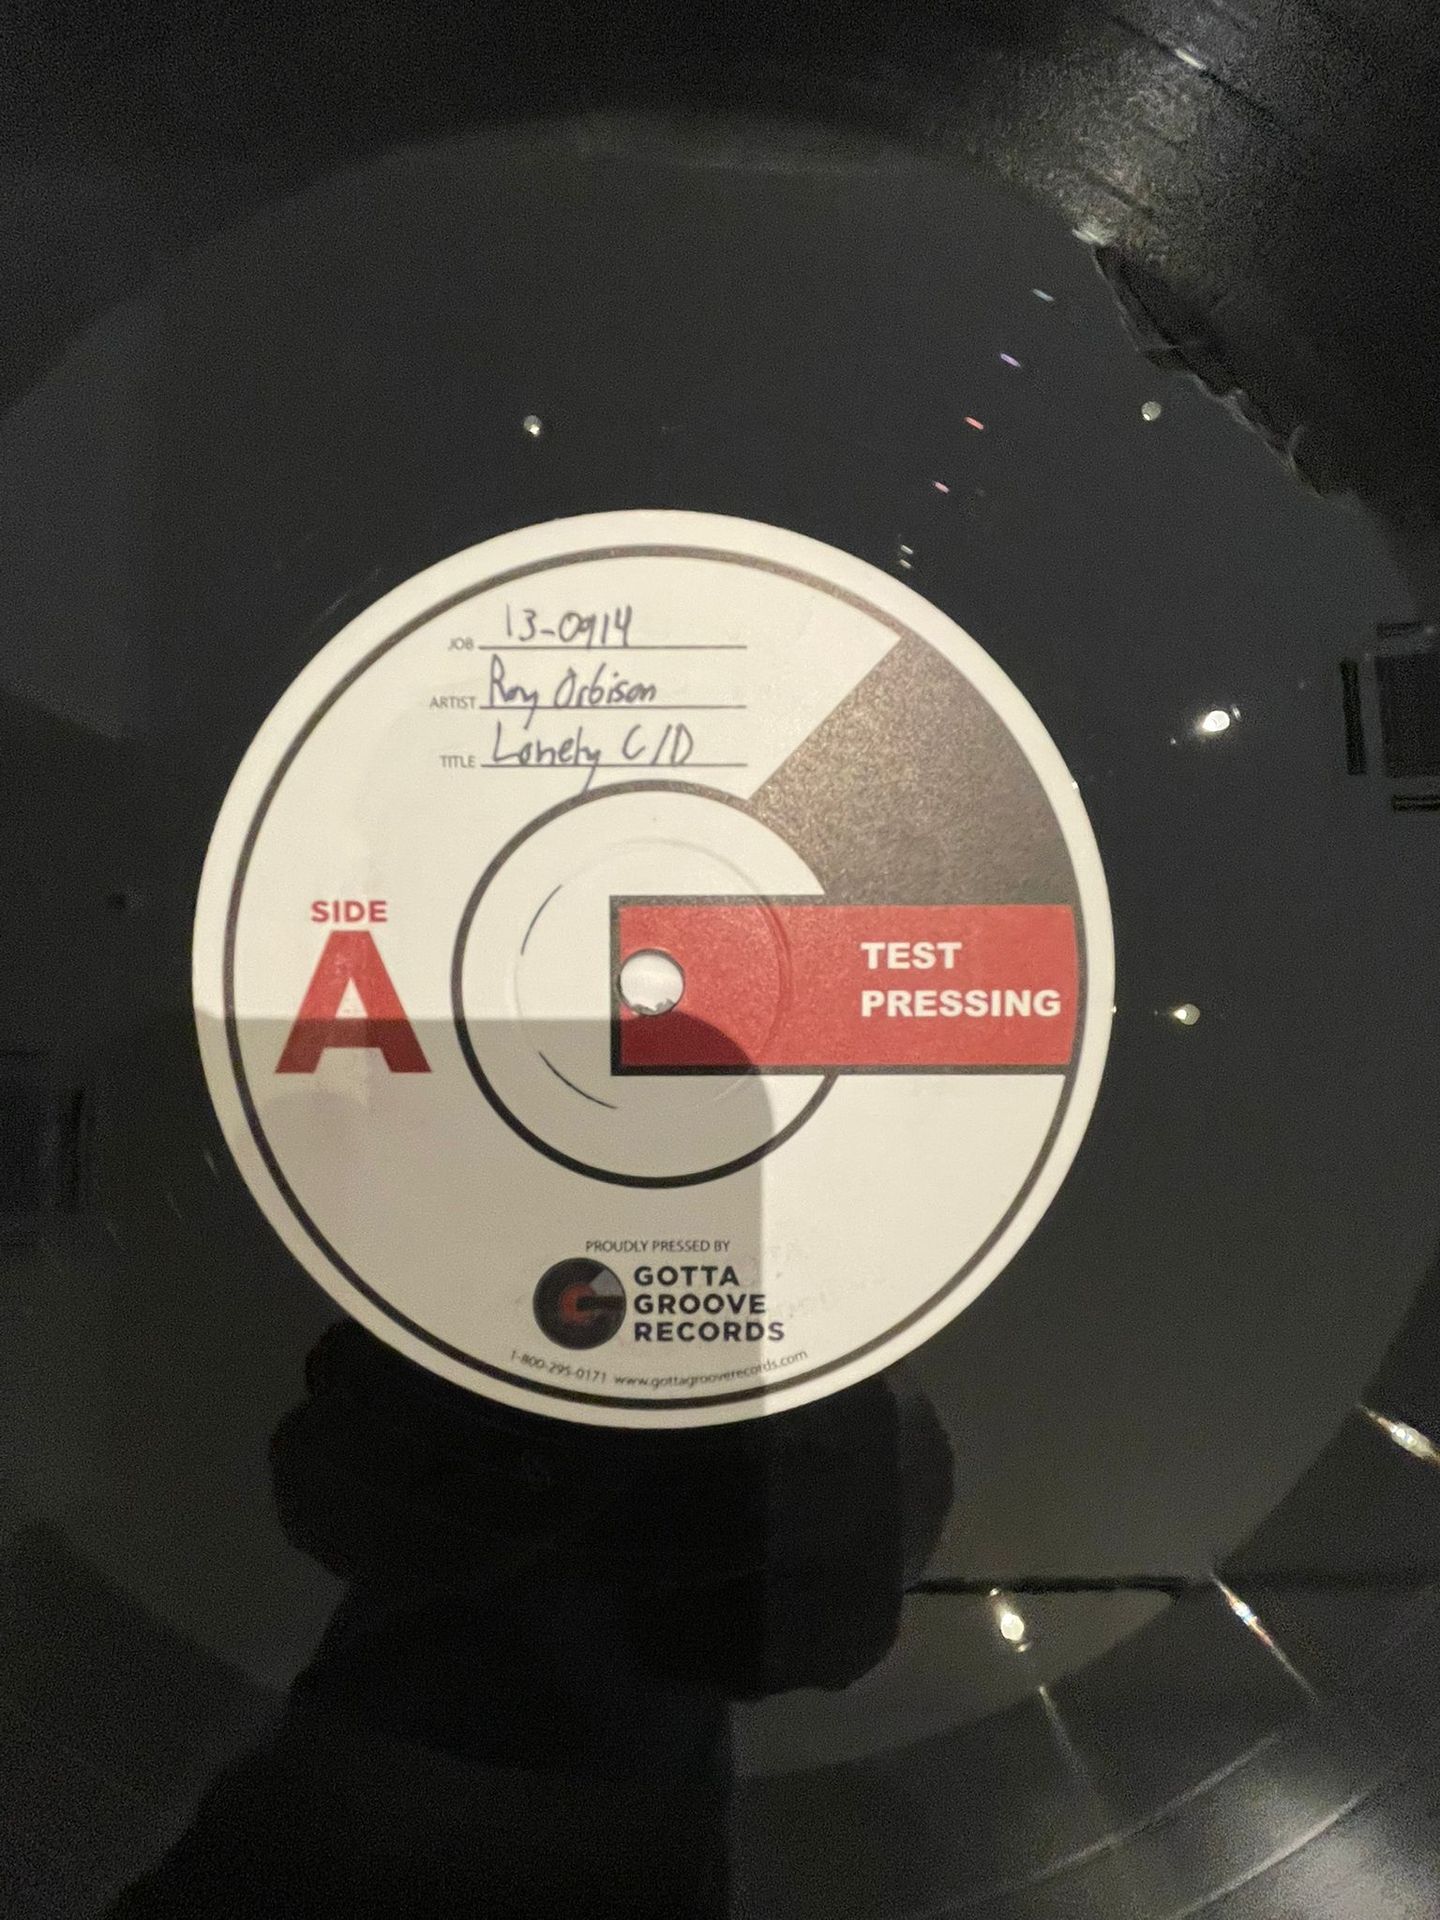 JOB 13-0914
ARTIST Roy Orbison
TITLE Lonely C/D
SIDE
A
TEST
PRESSING
PROUDLY PRESSED BY
GOTTA
GROOVE
RECORDS
1-800-295-0171 www.gottagrooverecords.com